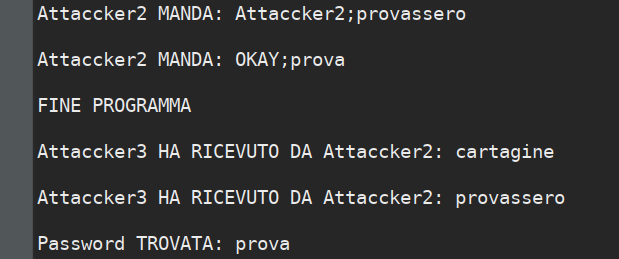 Attaccker2 MANDA: Attaccker2;provassero
Attaccker2 MANDA: OKAY;prova
FINE PROGRAMMA
Attaccker3 HA RICEVUTO DA Attaccker2: cartagine
Attaccker3 HA RICEVUTO DA Attaccker2: provassero
Password TROVATA: prova